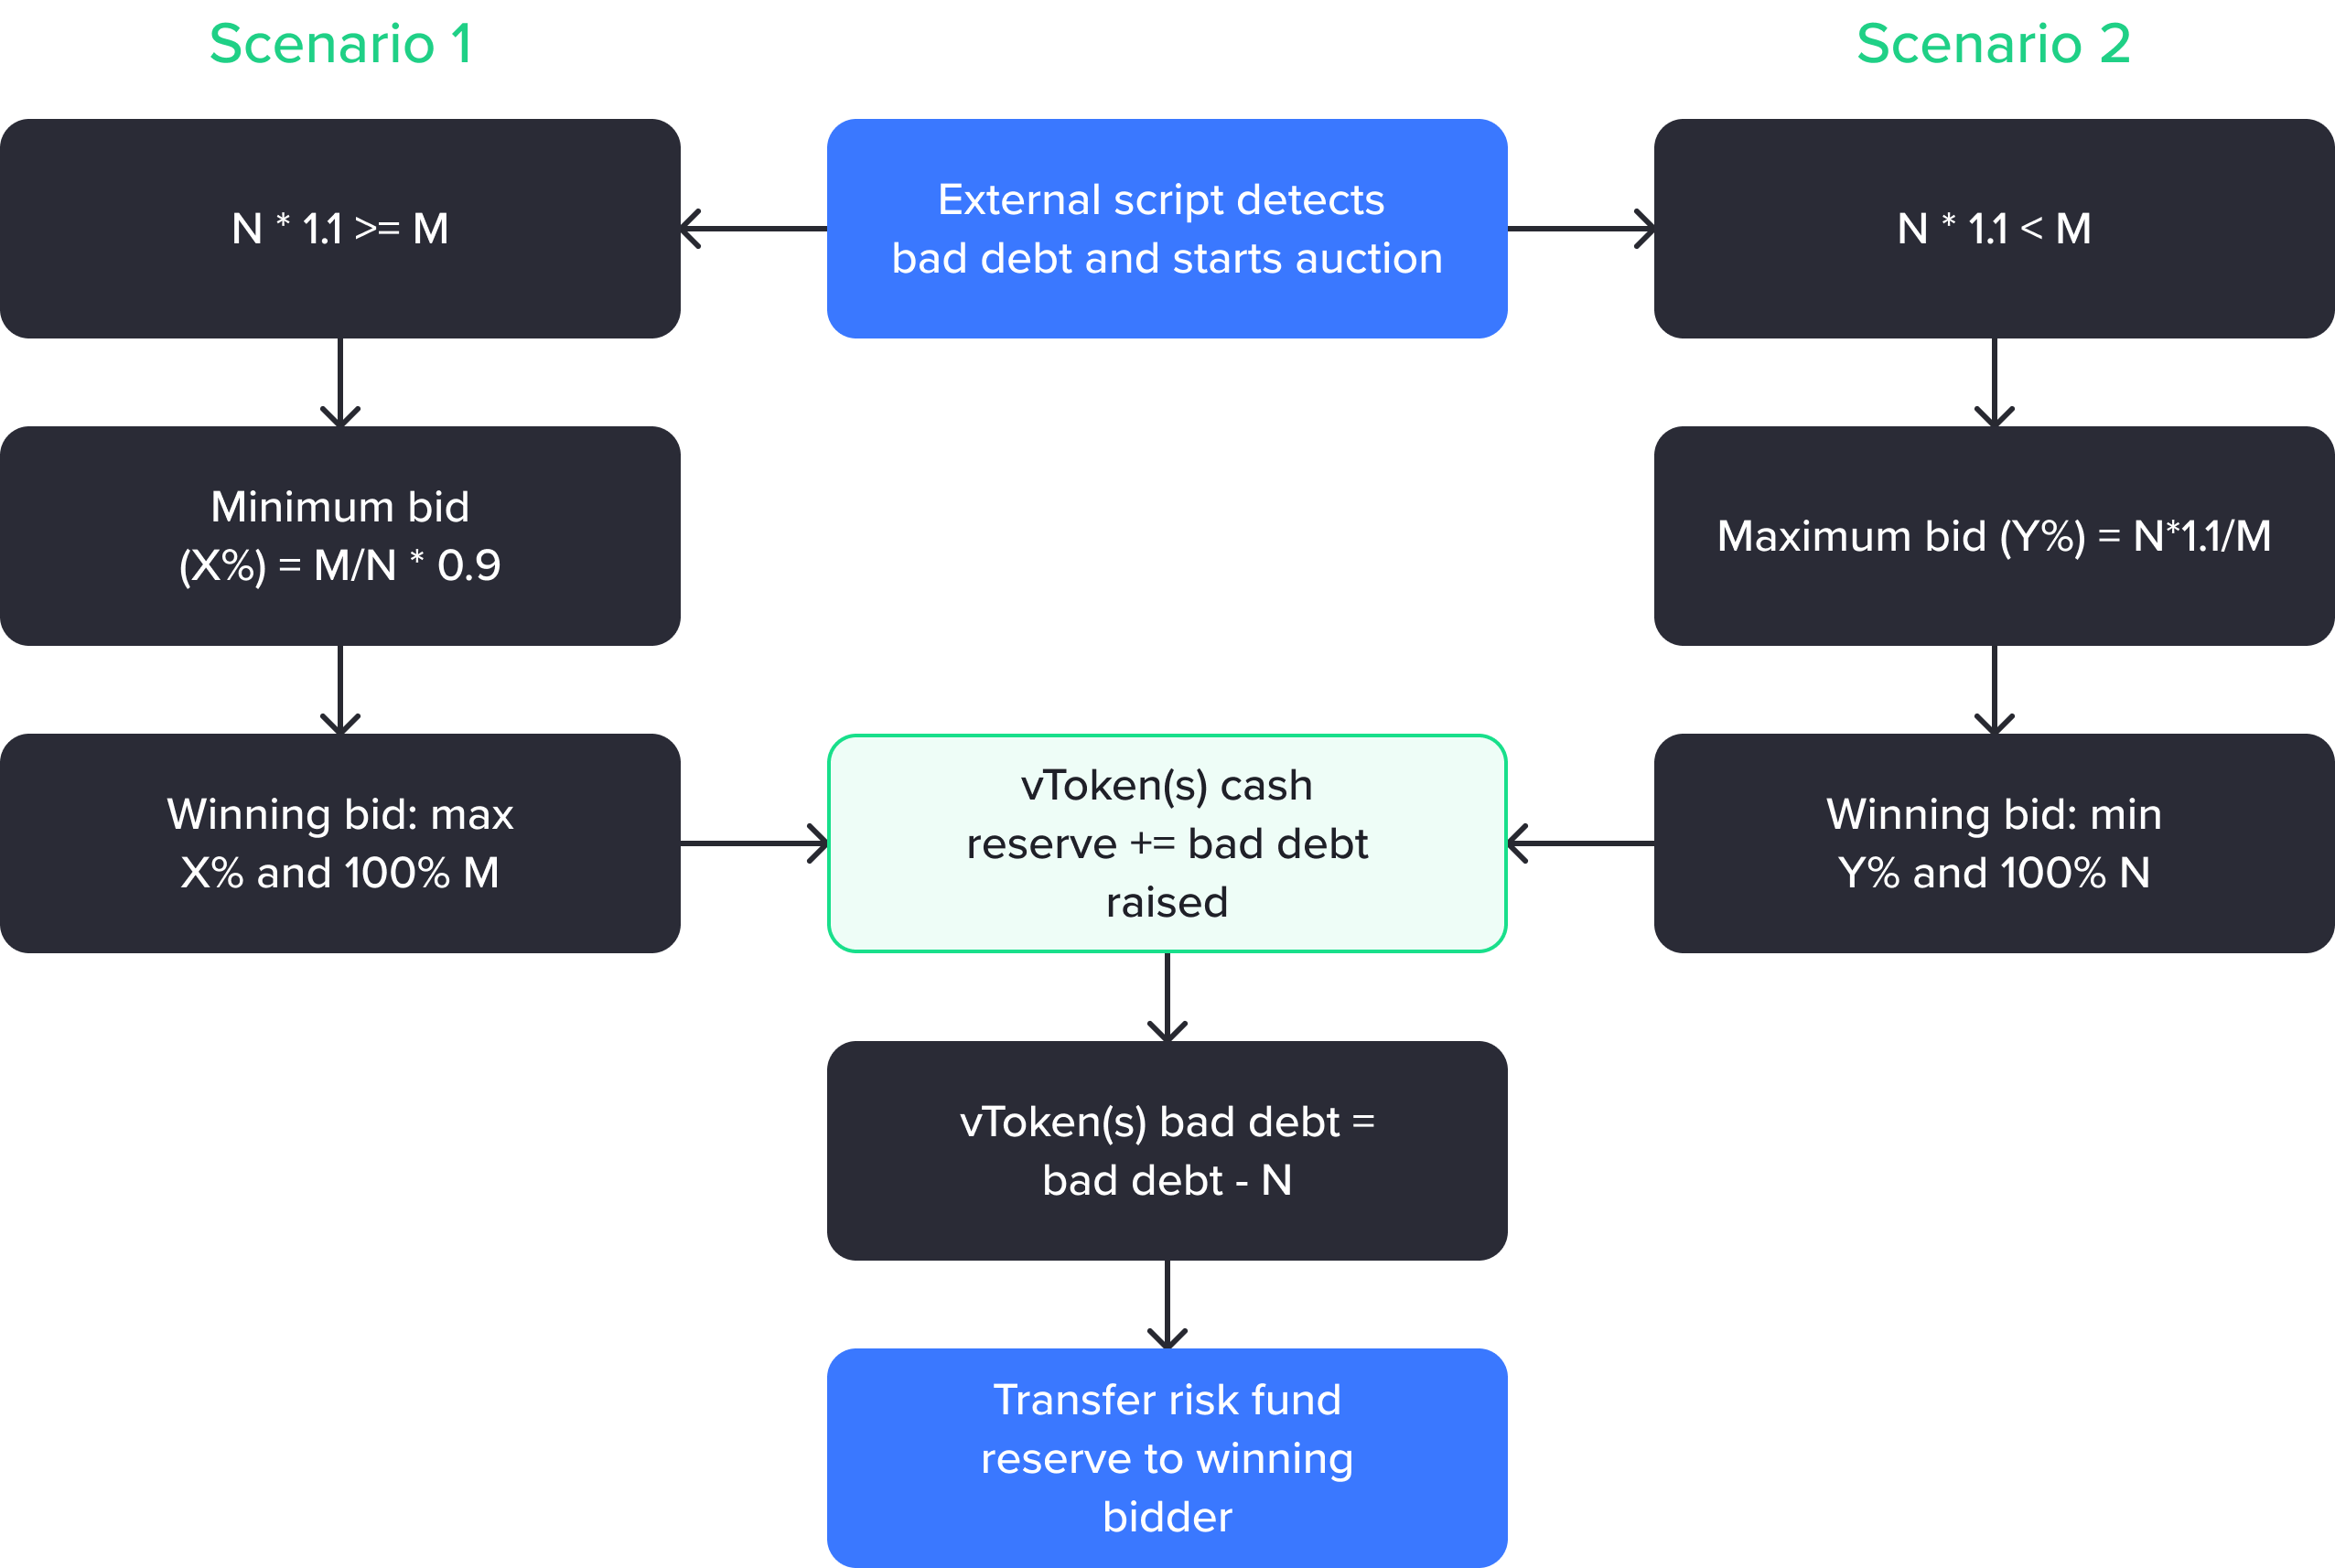 Scenario 1
Scenario 2
N * 1.1 >= M
External script detects
bad debt and starts auction
N * 1.1 < M
Minimum bid
(X%) = M/N * 0.9
Maximum bid (Y%) = N*1.1/M
Winning bid: max
X% and 100% M
vToken(s) cash
reserve += bad debt
raised
Winning bid: min
Y% and 100% N
vToken(s) bad debt =
bad debt - N
Transfer risk fund
reserve to winning
bidder